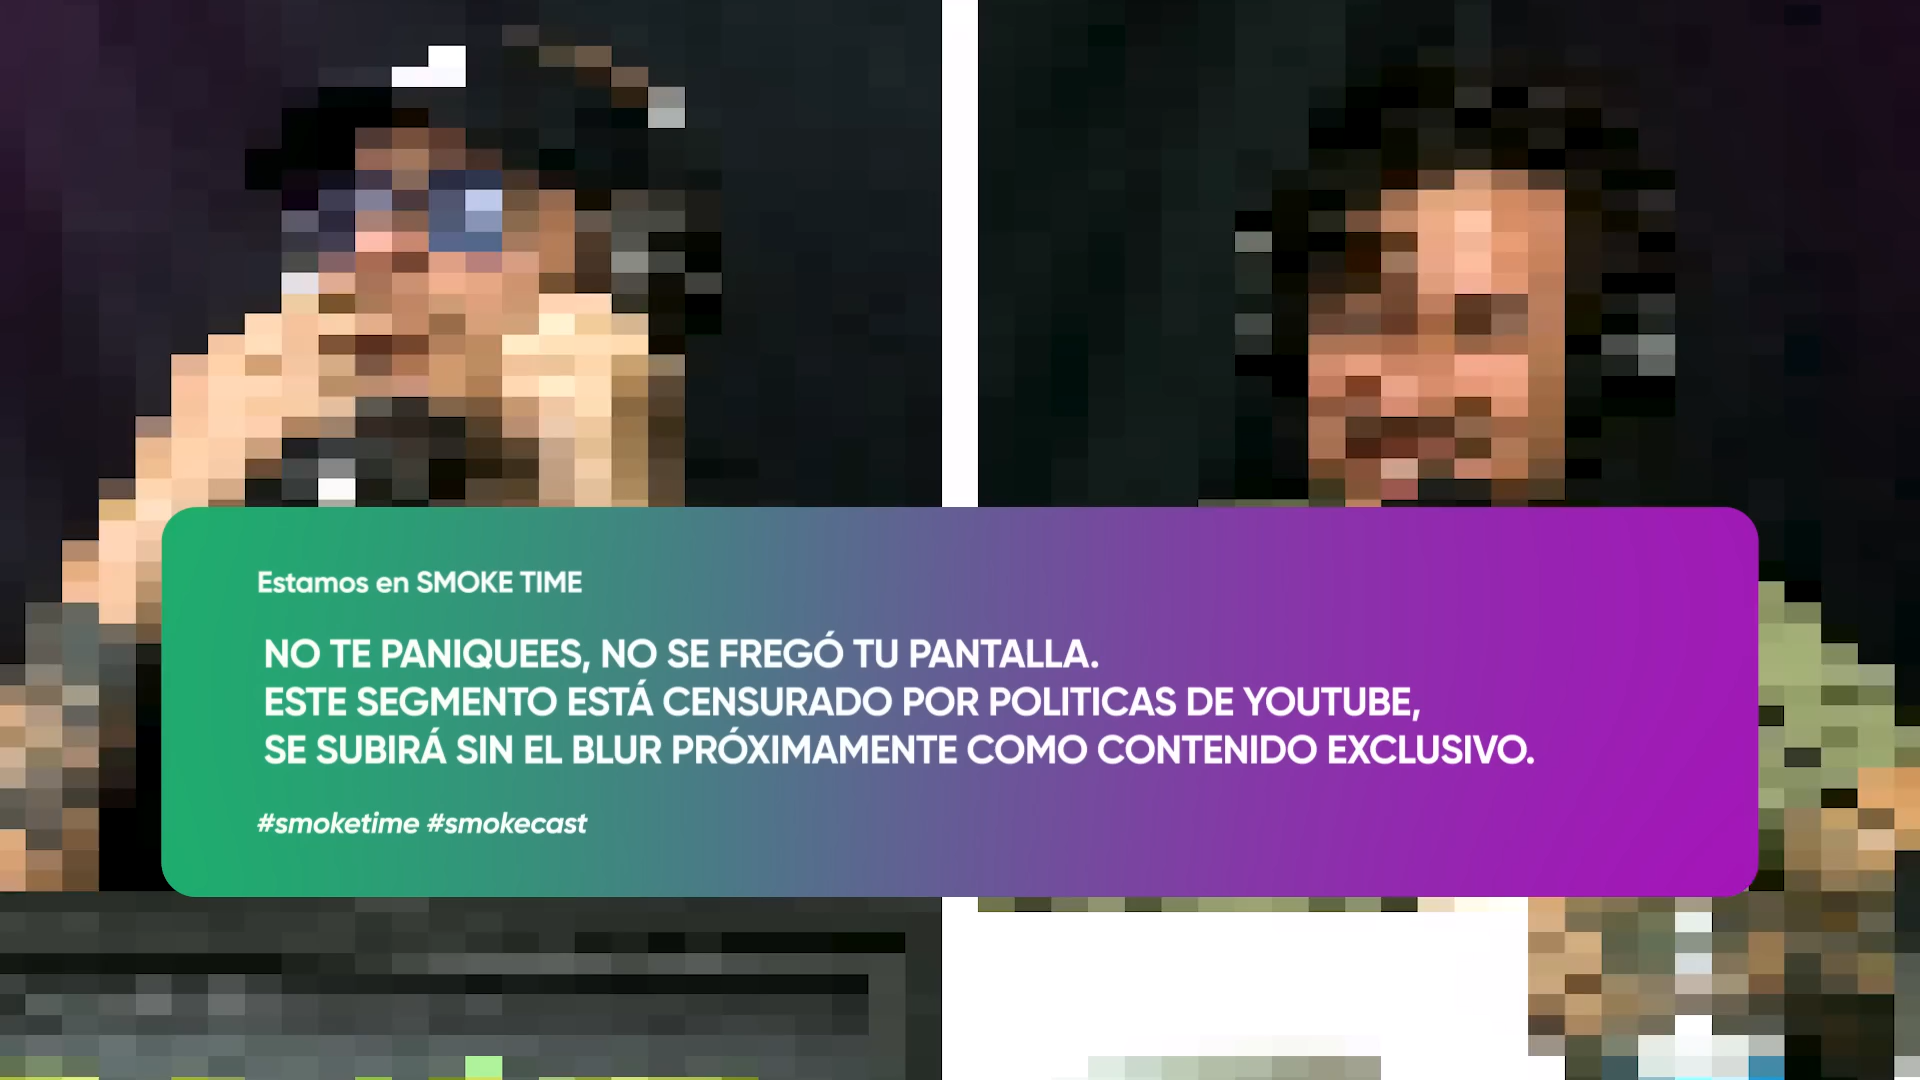 Estamos en SMOKE TIME
NO TE PANIQUEES, NO SE FREGÓ TU PANTALLA.
ESTE SEGMENTO ESTÁ CENSURADO POR POLITICAS DE YOUTUBE,
SE SUBIRÁ SIN EL BLUR PRÓXIMAMENTE COMO CONTENIDO EXCLUSIVO.
#smoketime #smokecast